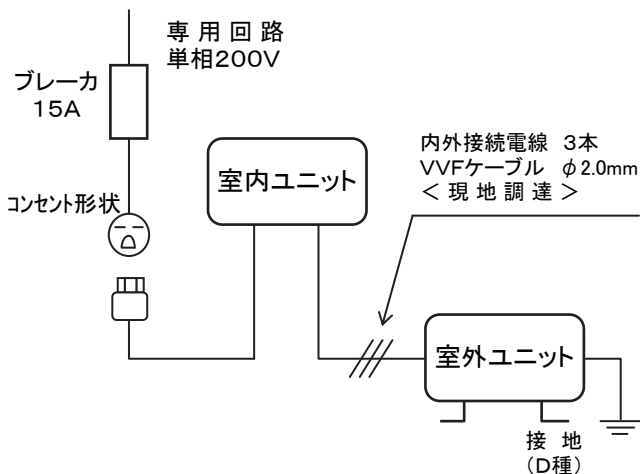 専用回路
単相200V
ブレーカ
15A
コンセント形状
室内ユニット
内外接続電線 3本
VVFケーブル φ2.0mm
＜現地調達＞
室外ユニット
接地
（D種）